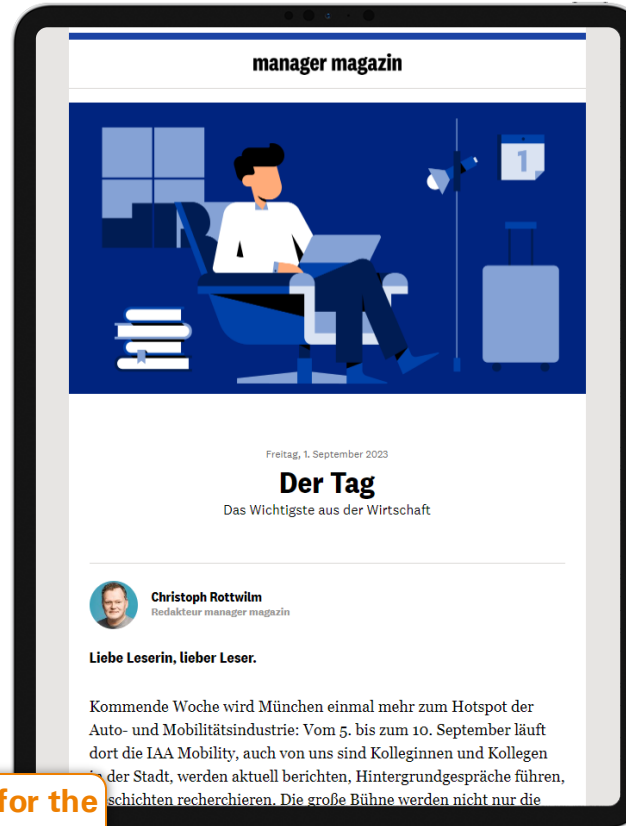 manager magazin
1
Freitag, 1. September 2023
Der Tag
Das Wichtigste aus der Wirtschaft
Christoph Rottwilm
Redakteur manager magazin
Liebe Leserin, lieber Leser.
Kommende Woche wird München einmal mehr zum Hotspot der
Auto- und Mobilitätsindustrie: Vom 5. bis zum 10. September läuft
dort die IAA Mobility, auch von uns sind Kolleginnen und Kollegen
der Stadt, werden aktuell berichten, Hintergrundgespräche führen,
recherchieren. Die große Bühne werden nicht nur die
for the